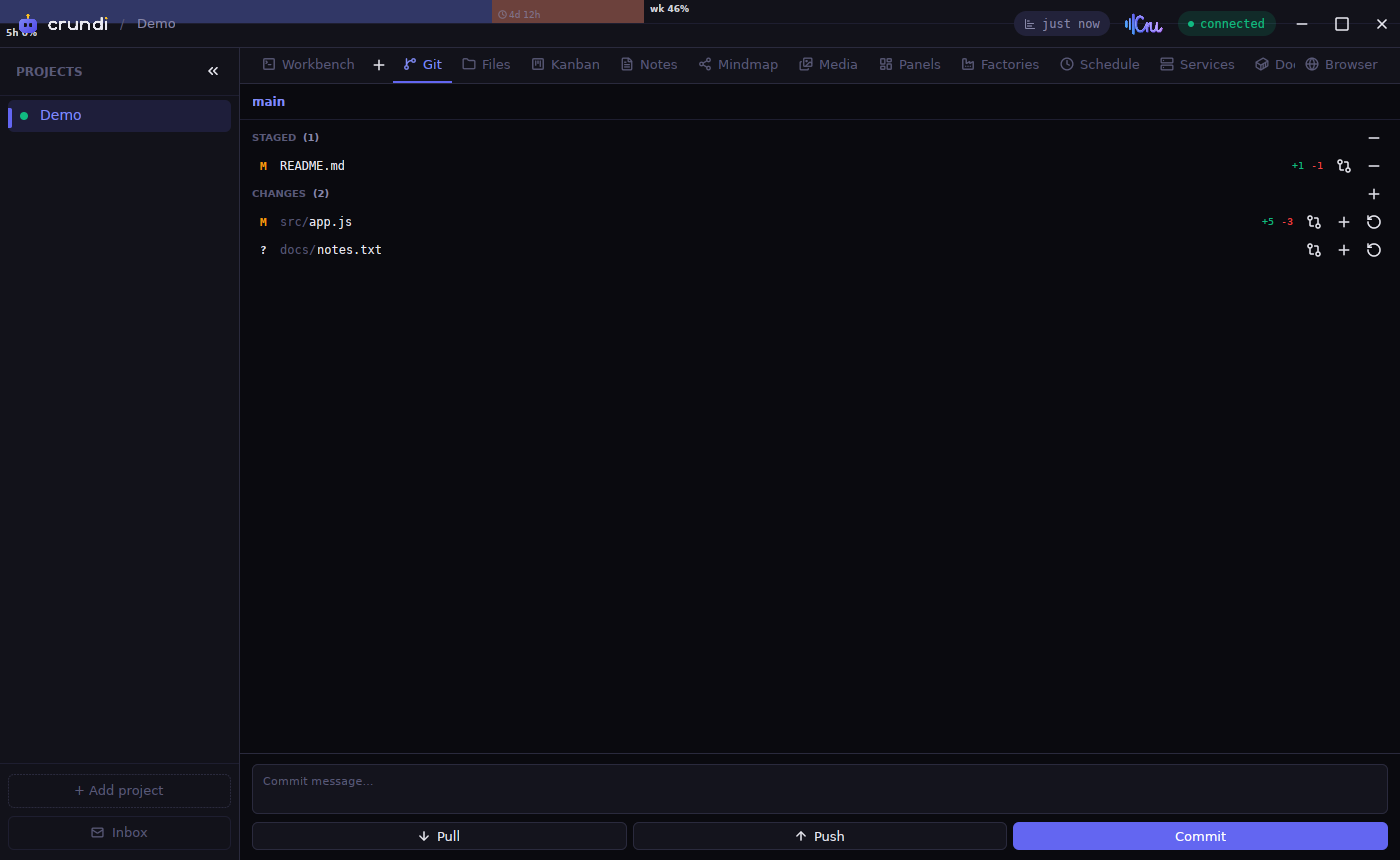 4d 12h
wk 46%
5h 6%
crundi / Demo
just now
Cru
connected
PROJECTS
Workbench
Git
Files
Kanban
Notes
Mindmap
Media
Panels
Factories
Schedule
Services
Doc
Browser
Demo
main
STAGED (1)
M README.md +1 -1
CHANGES (2)
M src/app.js +5 -3
? docs/notes.txt
Commit message...
Pull
Push
Commit
+ Add project
Inbox